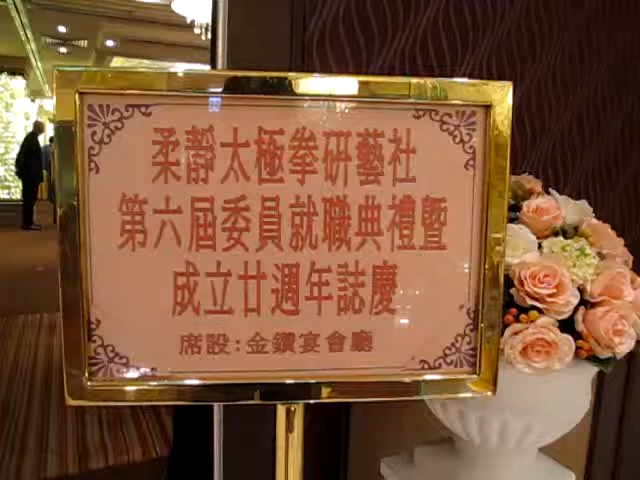 柔靜太極拳研藝社
第六屆委員就職典禮暨
成立廿週年誌慶
席設:金鑽宴會廳